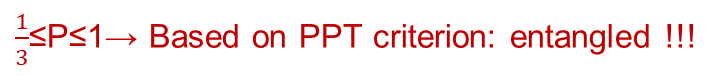 1/3≤P≤1→ Based on PPT criterion: entangled !!!